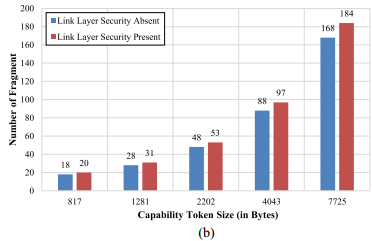 200
180
160
140
120
100
80
60
40
20
0
Number of Fragment
Link Layer Security Absent
Link Layer Security Present
18 20
28 31
48 53
88 97
168 184
817 1281 2202 4043 7725
Capability Token Size (in Bytes)
(b)